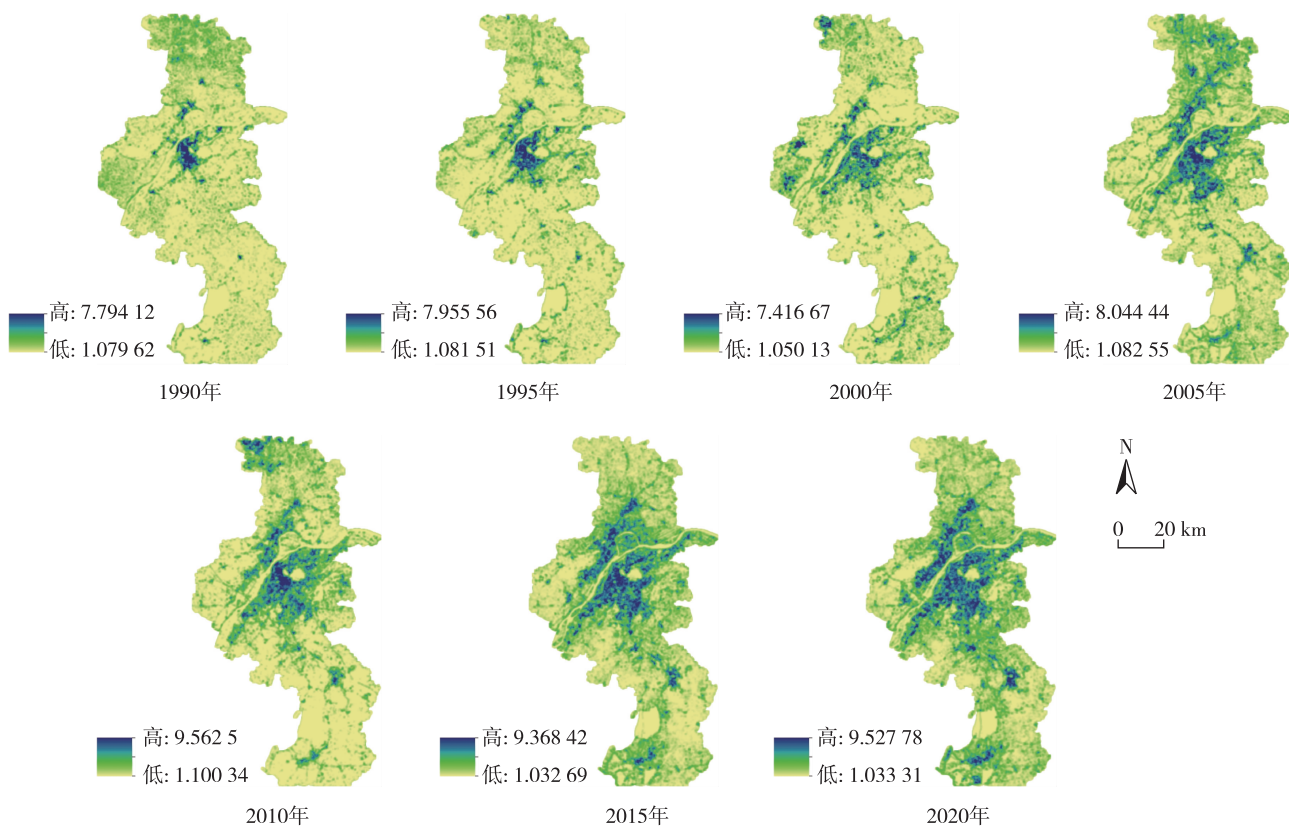 高: 7.794 12
低: 1.079 62
1990年
高: 7.955 56
低: 1.081 51
1995年
高: 7.416 67
低: 1.050 13
2000年
高: 8.044 44
低: 1.082 55
2005年
高: 9.562 5
低: 1.100 34
2010年
高: 9.368 42
低: 1.032 69
2015年
高: 9.527 78
低: 1.033 31
2020年
N
0 20 km